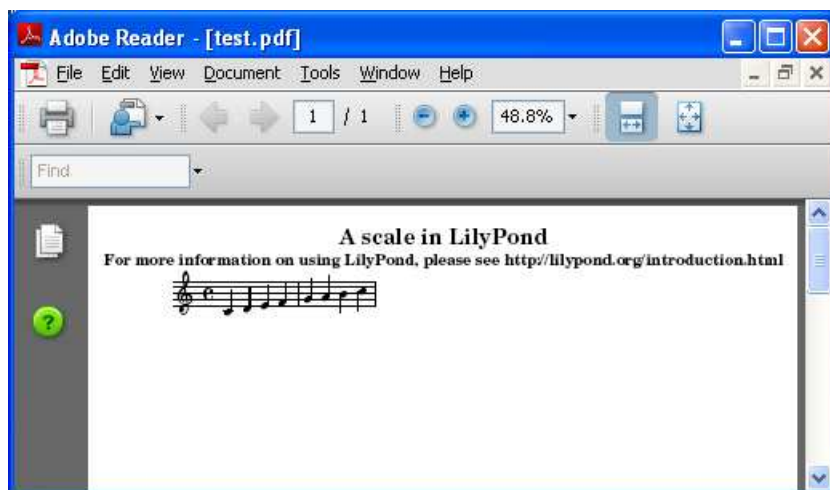 Adobe Reader - [test.pdf]
File Edit View Document Tools Window Help
1 / 1 48.8%
Find
A scale in LilyPond
For more information on using LilyPond, please see http://lilypond.org/introduction.html
?